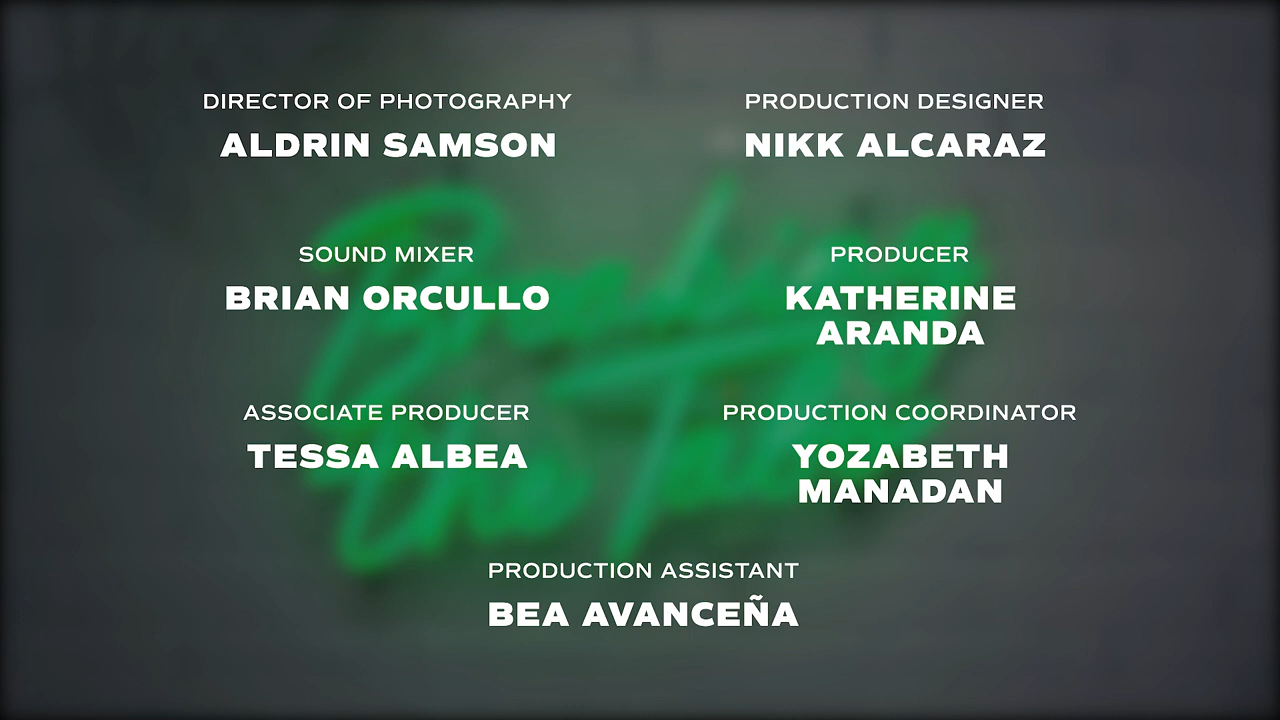 DIRECTOR OF PHOTOGRAPHY
ALDRIN SAMSON
PRODUCTION DESIGNER
NIKK ALCARAZ
SOUND MIXER
BRIAN ORCULLO
PRODUCER
KATHERINE
ARANDA
ASSOCIATE PRODUCER
TESSA ALBEA
PRODUCTION COORDINATOR
YOZABETH
MANADAN
PRODUCTION ASSISTANT
BEA AVANCEÑA